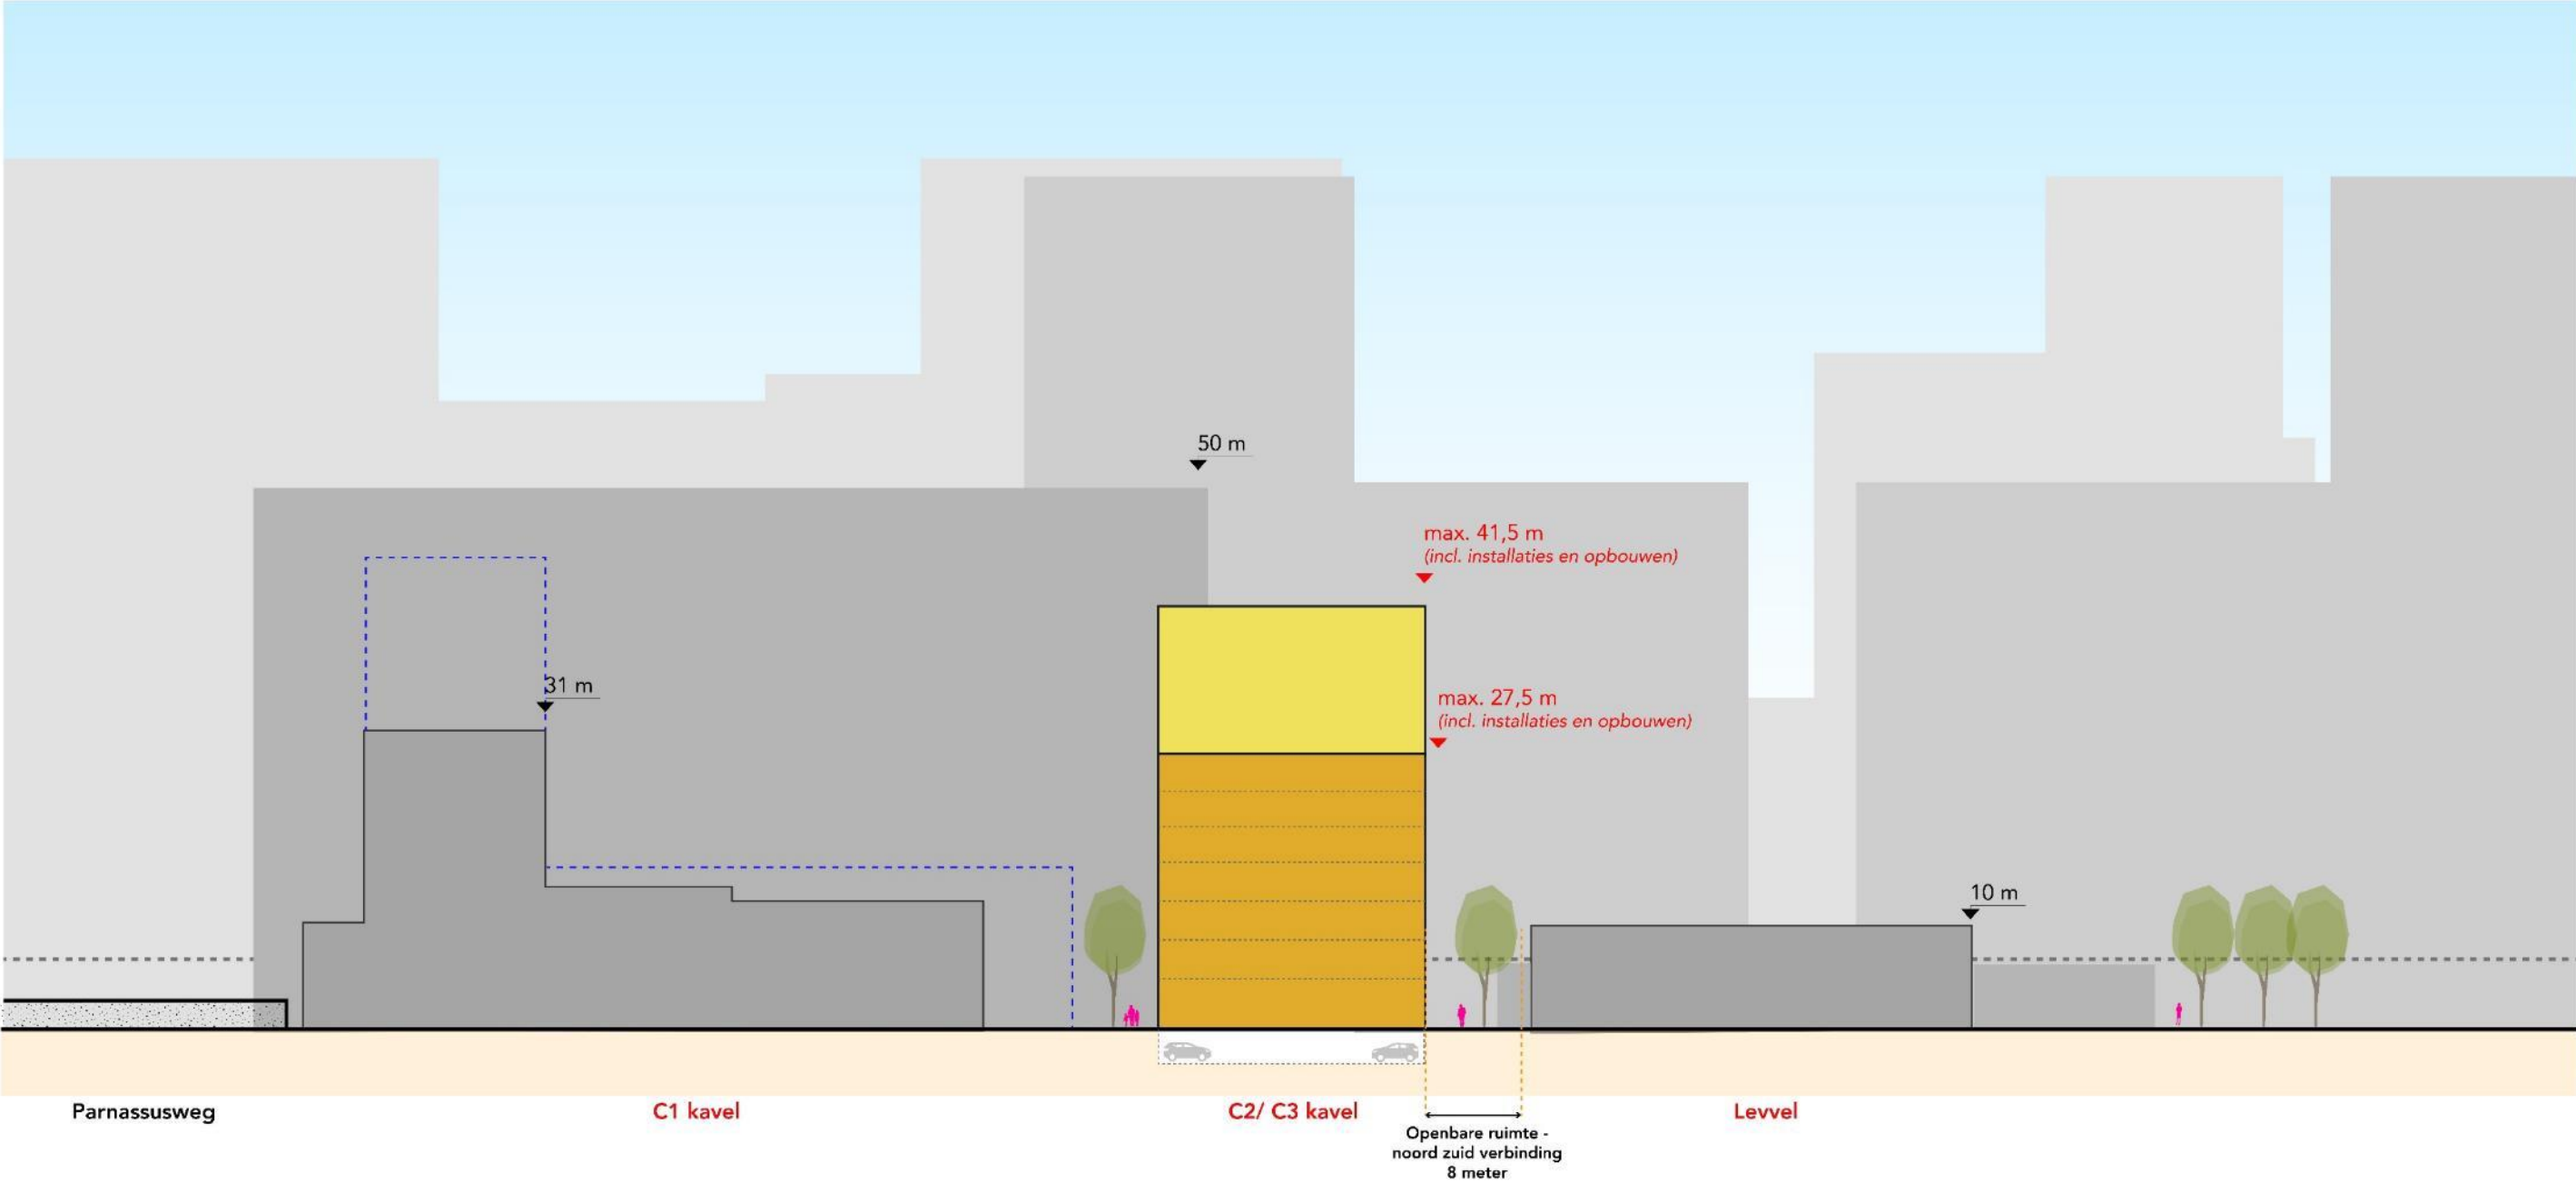 50 m
max. 41,5 m
(incl. installaties en opbouwen)
31 m
max. 27,5 m
(incl. installaties en opbouwen)
10 m
Parnassusweg
C1 kavel
C2/ C3 kavel
Levvel
Openbare ruimte -
noord zuid verbinding
8 meter